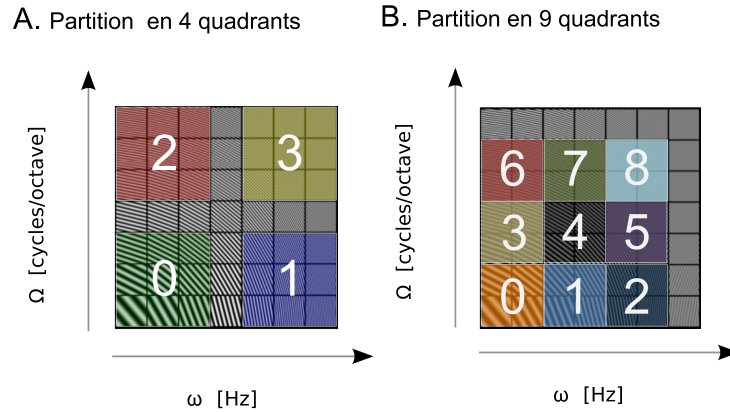 A. Partition en 4 quadrants
B. Partition en 9 quadrants
Ω [cycles/octave]
2 3
0 1
ω [Hz]
Ω [cycles/octave]
6 7 8
3 4 5
0 1 2
ω [Hz]